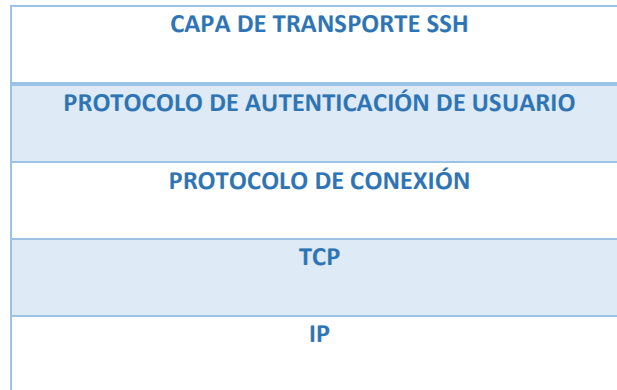 CAPA DE TRANSPORTE SSH
PROTOCOLO DE AUTENTICACIÓN DE USUARIO
PROTOCOLO DE CONEXIÓN
TCP
IP